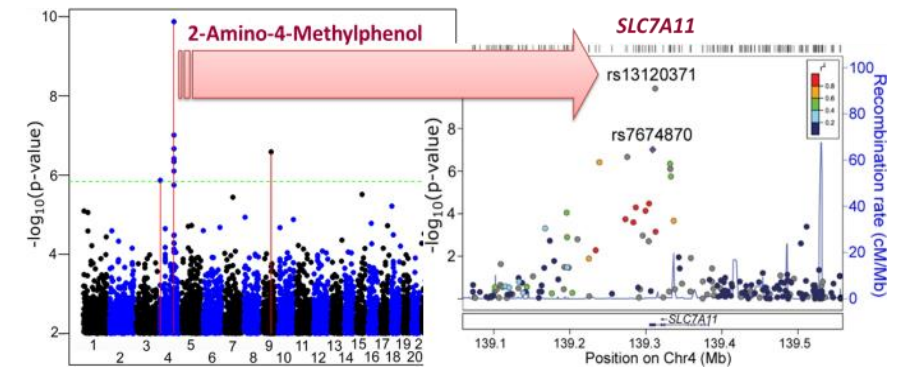 2-Amino-4-Methylphenol
SLC7A11
10
8
6
4
2
-log10(p-value)
1 3 5 7 9 11 13 15 17 19 2
2 4 6 8 10 12 14 16 18 20
rs13120371
rs7674870
r²
0.8
0.6
0.4
0.2
8
6
4
2
-log10(p-value)
100
80
60
40
20
0
Recombination rate (cM/Mb)
←SLC7A11
139.1 139.2 139.3 139.4 139.5
Position on Chr4 (Mb)